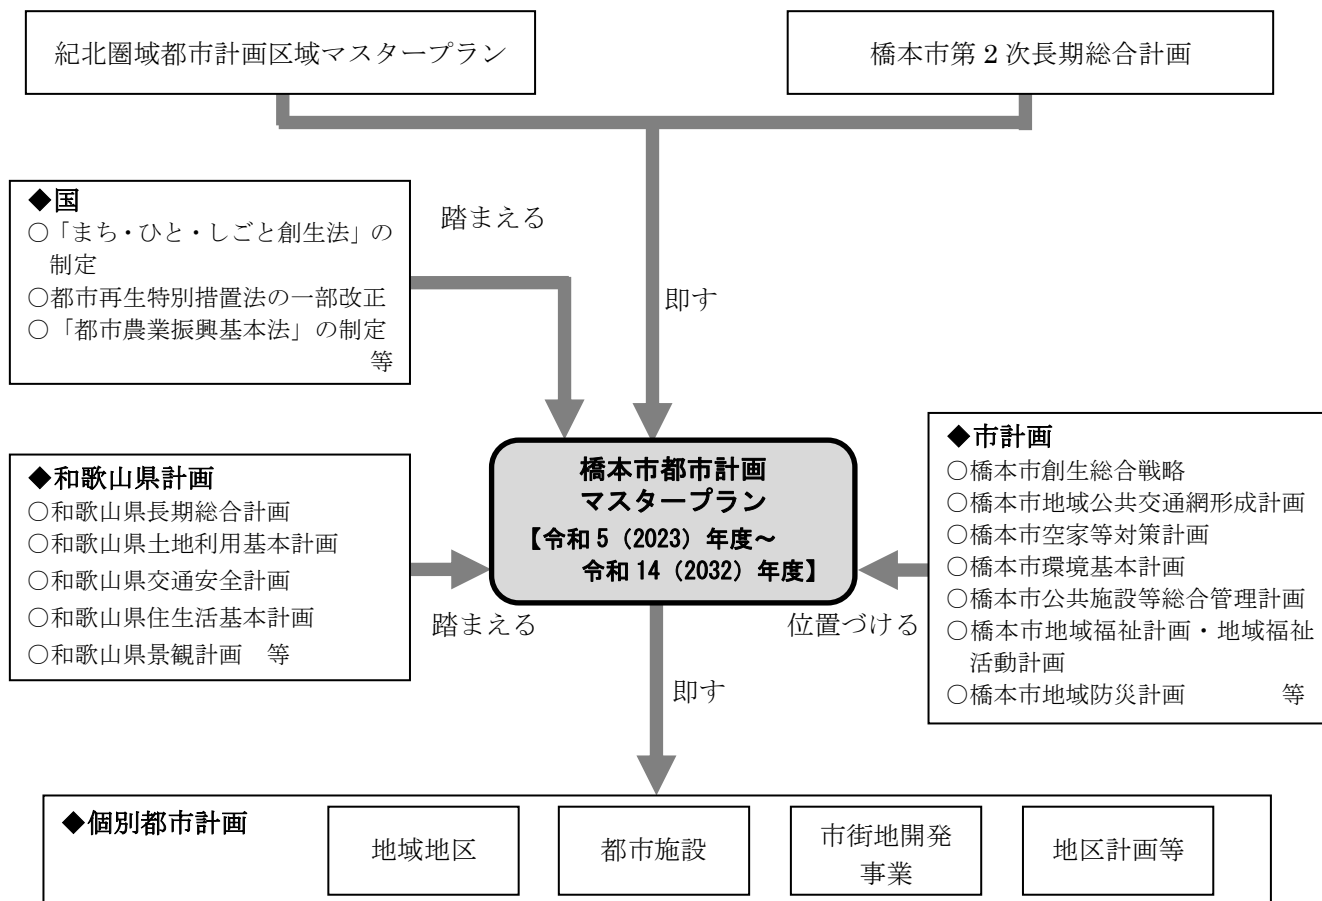 紀北圏域都市計画区域マスタープラン
橋本市第2次長期総合計画
◆国
○「まち・ひと・しごと創生法」の
制定
○都市再生特別措置法の一部改正
○「都市農業振興基本法」の制定
等
踏まえる
即す
◆和歌山県計画
○和歌山県長期総合計画
○和歌山県土地利用基本計画
○和歌山県交通安全計画
○和歌山県住生活基本計画
○和歌山県景観計画 等
踏まえる
橋本市都市計画
マスタープラン
【令和5（2023）年度～
令和14（2032）年度】
◆市計画
○橋本市創生総合戦略
○橋本市地域公共交通網形成計画
○橋本市空家等対策計画
○橋本市環境基本計画
○橋本市公共施設等総合管理計画
○橋本市地域福祉計画・地域福祉
活動計画
○橋本市地域防災計画 等
位置づける
即す
◆個別都市計画
地域地区
都市施設
市街地開発
事業
地区計画等